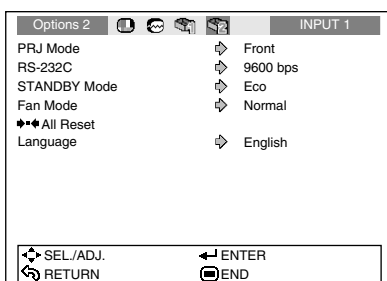 Options 2 INPUT 1
PRJ Mode Front
RS-232C 9600 bps
STANDBY Mode Eco
Fan Mode Normal
All Reset
Language English
SEL./ADJ. ENTER
RETURN END